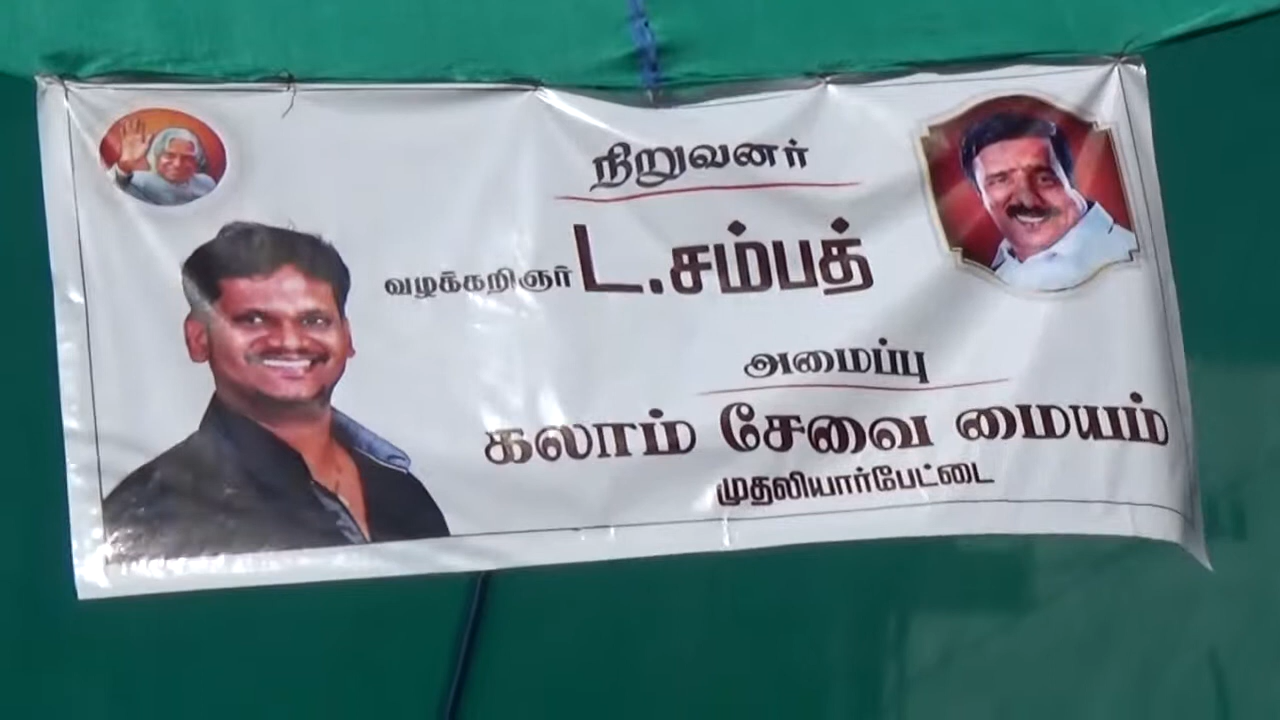 நிறுவனர்
வழக்கறிஞர் ட.சம்பத்
அமைப்பு
கலாம் சேவை மையம்
முதலியார்பேட்டை